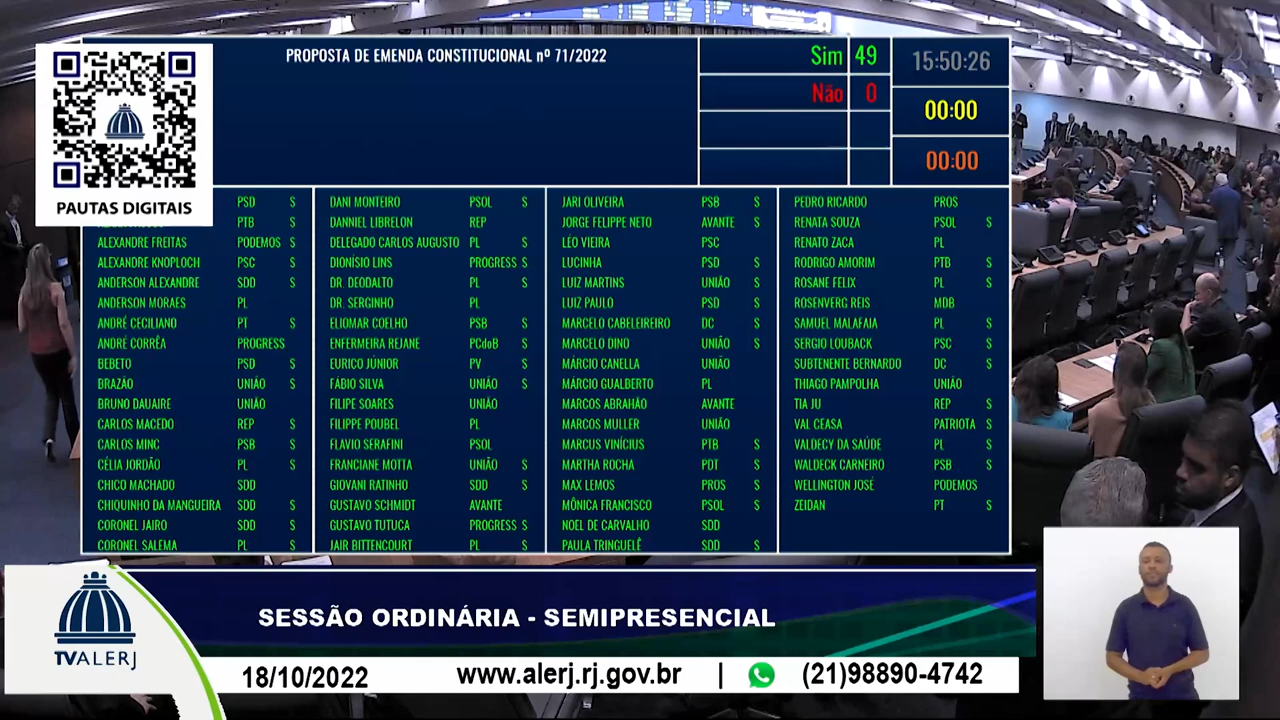 PROPOSTA DE EMENDA CONSTITUCIONAL nº 71/2022
Sim 49
Não 0
15:50:26
00:00
00:00
PAUTAS DIGITAIS
PSD S
PTB S
ALEXANDRE FREITAS PODEMOS S
ALEXANDRE KNOPLOCH PSC S
ANDERSON ALEXANDRE SDD S
ANDERSON MORAES PL
ANDRÉ CECILIANO PT S
ANDRÉ CORRÊA PROGRESS
BEBETO PSD S
BRAZÃO UNIÃO S
BRUNO DAUAIRE UNIÃO
CARLOS MACEDO REP S
CARLOS MINC PSB S
CÉLIA JORDÃO PL S
CHICO MACHADO SDD
CHIQUINHO DA MANGUEIRA SDD S
CORONEL JAIRO SDD S
CORONEL SALEMA PL S
DANI MONTEIRO PSOL S
DANNIEL LIBRELON REP
DELEGADO CARLOS AUGUSTO PL S
DIONÍSIO LINS PROGRESS S
DR. DEODALTO PL S
DR. SERGINHO PL
ELIOMAR COELHO PSB S
ENFERMEIRA REJANE PCdoB S
EURICO JÚNIOR PV S
FÁBIO SILVA UNIÃO S
FILIPE SOARES UNIÃO
FILIPPE POUBEL PL
FLAVIO SERAFINI PSOL
FRANCIANE MOTTA UNIÃO S
GIOVANI RATINHO SDD S
GUSTAVO SCHMIDT AVANTE
GUSTAVO TUTUCA PROGRESS S
JAIR BITTENCOURT PL S
JARI OLIVEIRA PSB S
JORGE FELIPPE NETO AVANTE S
LÉO VIEIRA PSC
LUCINHA PSD S
LUIZ MARTINS UNIÃO S
LUIZ PAULO PSD S
MARCELO CABELEIREIRO DC S
MARCELO DINO UNIÃO S
MÁRCIO CANELLA UNIÃO
MÁRCIO GUALBERTO PL
MARCOS ABRAHÃO AVANTE
MARCOS MULLER UNIÃO
MARCUS VINÍCIUS PTB S
MARTHA ROCHA PDT S
MAX LEMOS PROS S
MÔNICA FRANCISCO PSOL S
NOEL DE CARVALHO SDD
PAULA TRINGUELÊ SDD S
PEDRO RICARDO PROS
RENATA SOUZA PSOL S
RENATO ZACA PL
RODRIGO AMORIM PTB S
ROSANE FELIX PL S
ROSENVERG REIS MDB
SAMUEL MALAFAIA PL S
SERGIO LOUBACK PSC S
SUBTENENTE BERNARDO DC S
THIAGO PAMPOLHA UNIÃO
TIA JU REP S
VAL CEASA PATRIOTA S
VALDECY DA SAÚDE PL S
WALDECK CARNEIRO PSB S
WELLINGTON JOSÉ PODEMOS
ZEIDAN PT S
SESSÃO ORDINÁRIA - SEMIPRESENCIAL
TVALERJ
18/10/2022 www.alerj.rj.gov.br | (21)98890-4742